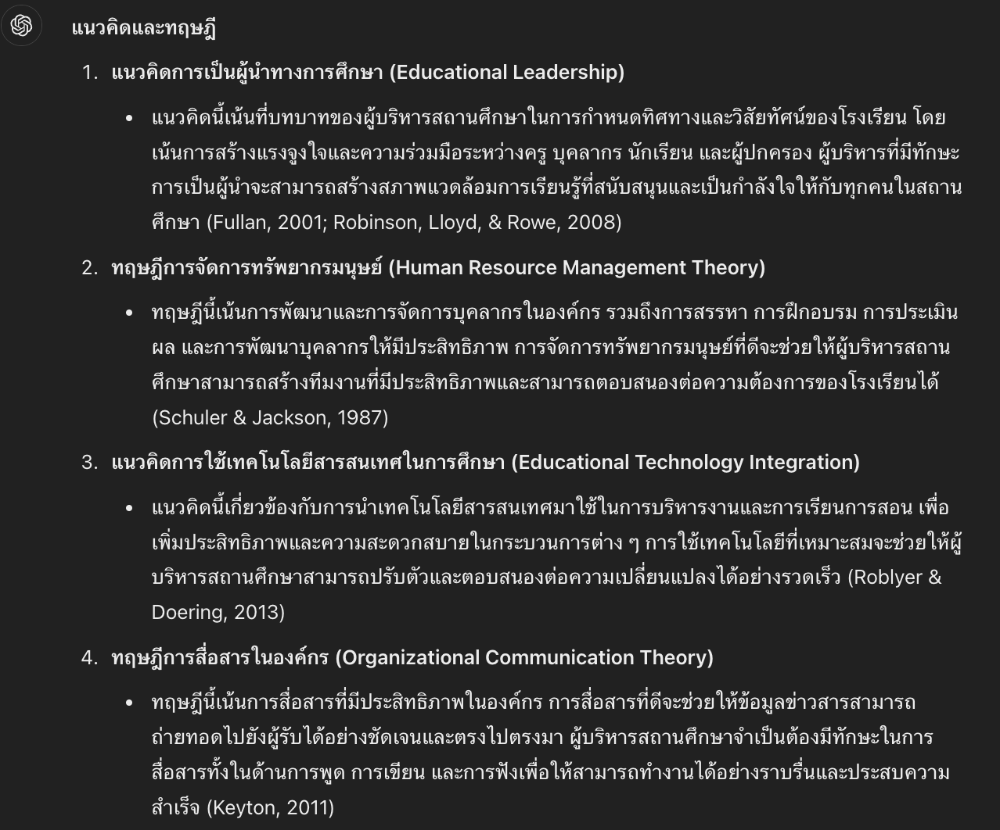 แนวคิดและทฤษฎี
1. แนวคิดการเป็นผู้นำทางการศึกษา (Educational Leadership)
• แนวคิดนี้เน้นที่บทบาทของผู้บริหารสถานศึกษาในการกำหนดทิศทางและวิสัยทัศน์ของโรงเรียน โดย
เน้นการสร้างแรงจูงใจและความร่วมมือระหว่างครู บุคลากร นักเรียน และผู้ปกครอง ผู้บริหารที่มีทักษะ
การเป็นผู้นำจะสามารถสร้างสภาพแวดล้อมการเรียนรู้ที่สนับสนุนและเป็นกำลังใจให้กับทุกคนในสถาน
ศึกษา (Fullan, 2001; Robinson, Lloyd, & Rowe, 2008)
2. ทฤษฎีการจัดการทรัพยากรมนุษย์ (Human Resource Management Theory)
• ทฤษฎีนี้เน้นการพัฒนาและการจัดการบุคลากรในองค์กร รวมถึงการสรรหา การฝึกอบรม การประเมิน
ผล และการพัฒนาบุคลากรให้มีประสิทธิภาพ การจัดการทรัพยากรมนุษย์ที่ดีจะช่วยให้ผู้บริหารสถาน
ศึกษาสามารถสร้างทีมงานที่มีประสิทธิภาพและสามารถตอบสนองต่อความต้องการของโรงเรียนได้
(Schuler & Jackson, 1987)
3. แนวคิดการใช้เทคโนโลยีสารสนเทศในการศึกษา (Educational Technology Integration)
• แนวคิดนี้เกี่ยวข้องกับการนำเทคโนโลยีสารสนเทศมาใช้ในการบริหารงานและการเรียนการสอน เพื่อ
เพิ่มประสิทธิภาพและความสะดวกสบายในกระบวนการต่าง ๆ การใช้เทคโนโลยีที่เหมาะสมจะช่วยให้ผู้
บริหารสถานศึกษาสามารถปรับตัวและตอบสนองต่อความเปลี่ยนแปลงได้อย่างรวดเร็ว (Roblyer &
Doering, 2013)
4. ทฤษฎีการสื่อสารในองค์กร (Organizational Communication Theory)
• ทฤษฎีนี้เน้นการสื่อสารที่มีประสิทธิภาพในองค์กร การสื่อสารที่ดีจะช่วยให้ข้อมูลข่าวสารสามารถ
ถ่ายทอดไปยังผู้รับได้อย่างชัดเจนและตรงไปตรงมา ผู้บริหารสถานศึกษาจำเป็นต้องมีทักษะในการ
สื่อสารทั้งในด้านการพูด การเขียน และการฟังเพื่อให้สามารถทำงานได้อย่างราบรื่นและประสบความ
สำเร็จ (Keyton, 2011)